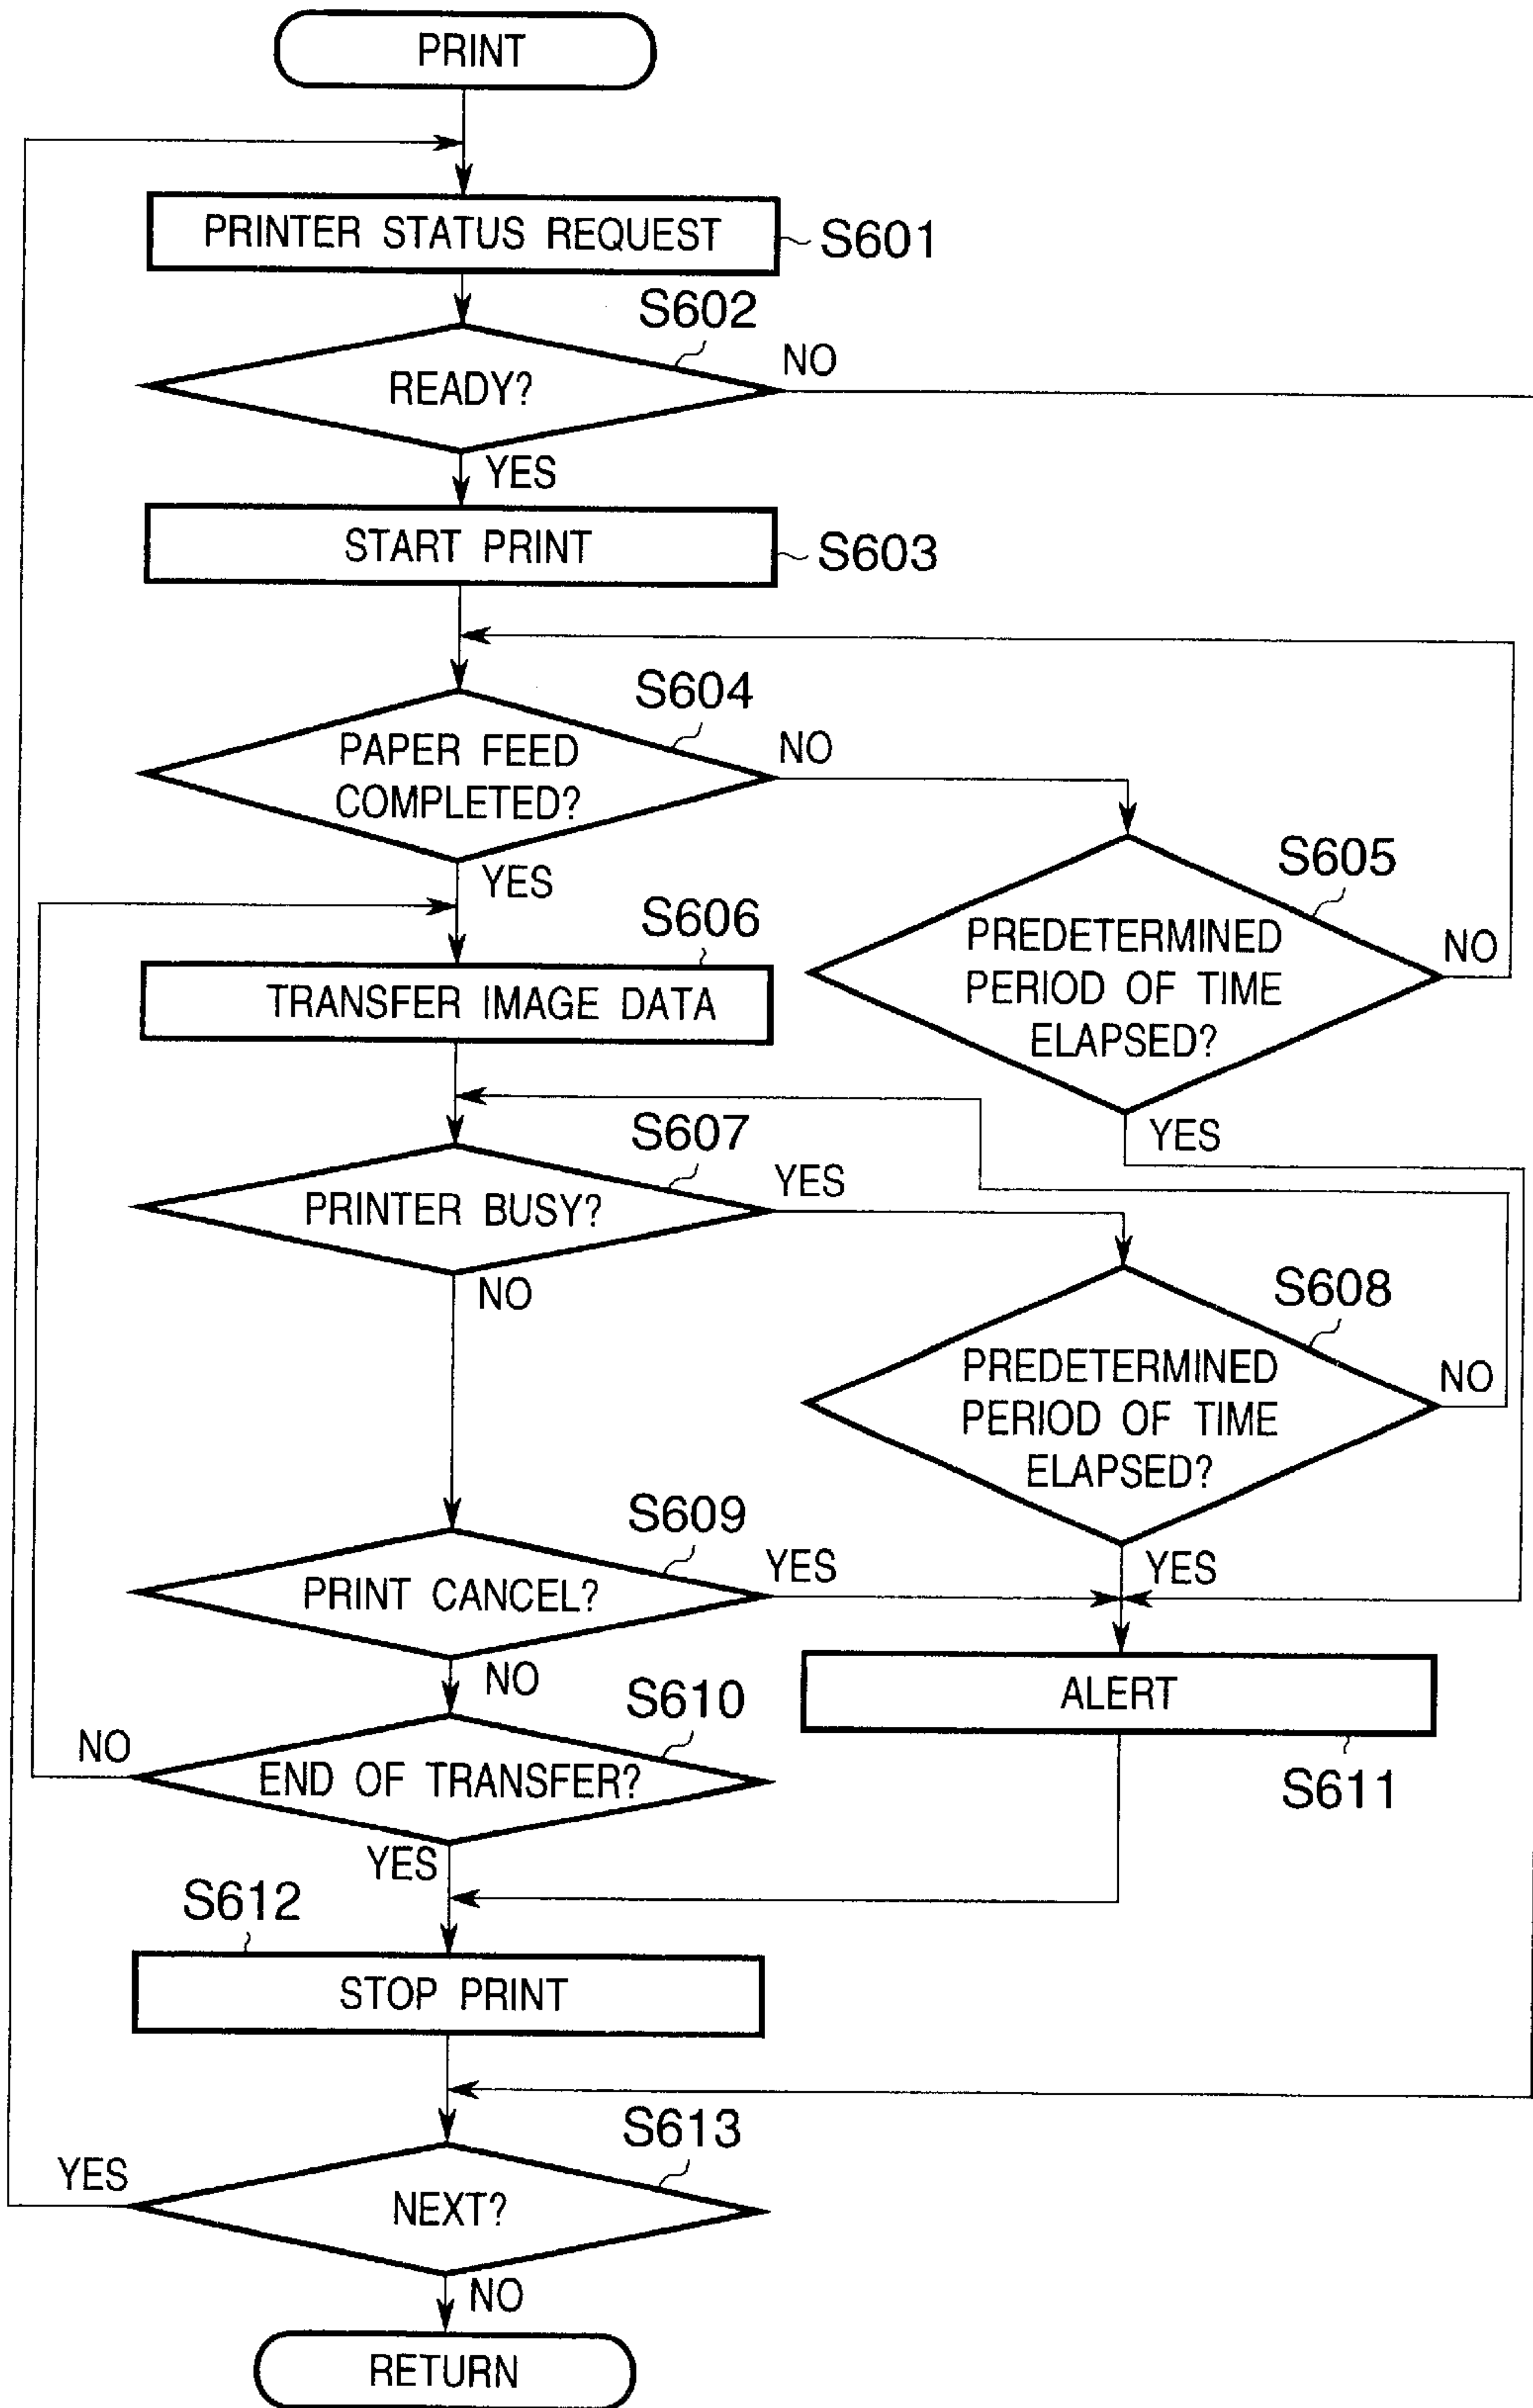 PRINT
PRINTER STATUS REQUEST
S601
S602
READY?
NO
YES
START PRINT
S603
S604
PAPER FEED
COMPLETED?
NO
YES
S605
PREDETERMINED
PERIOD OF TIME
ELAPSED?
NO
YES
S606
TRANSFER IMAGE DATA
S607
PRINTER BUSY?
YES
NO
S608
PREDETERMINED
PERIOD OF TIME
ELAPSED?
NO
YES
S609
PRINT CANCEL?
YES
NO
ALERT
S611
S610
END OF TRANSFER?
NO
YES
S612
STOP PRINT
S613
NEXT?
YES
NO
RETURN